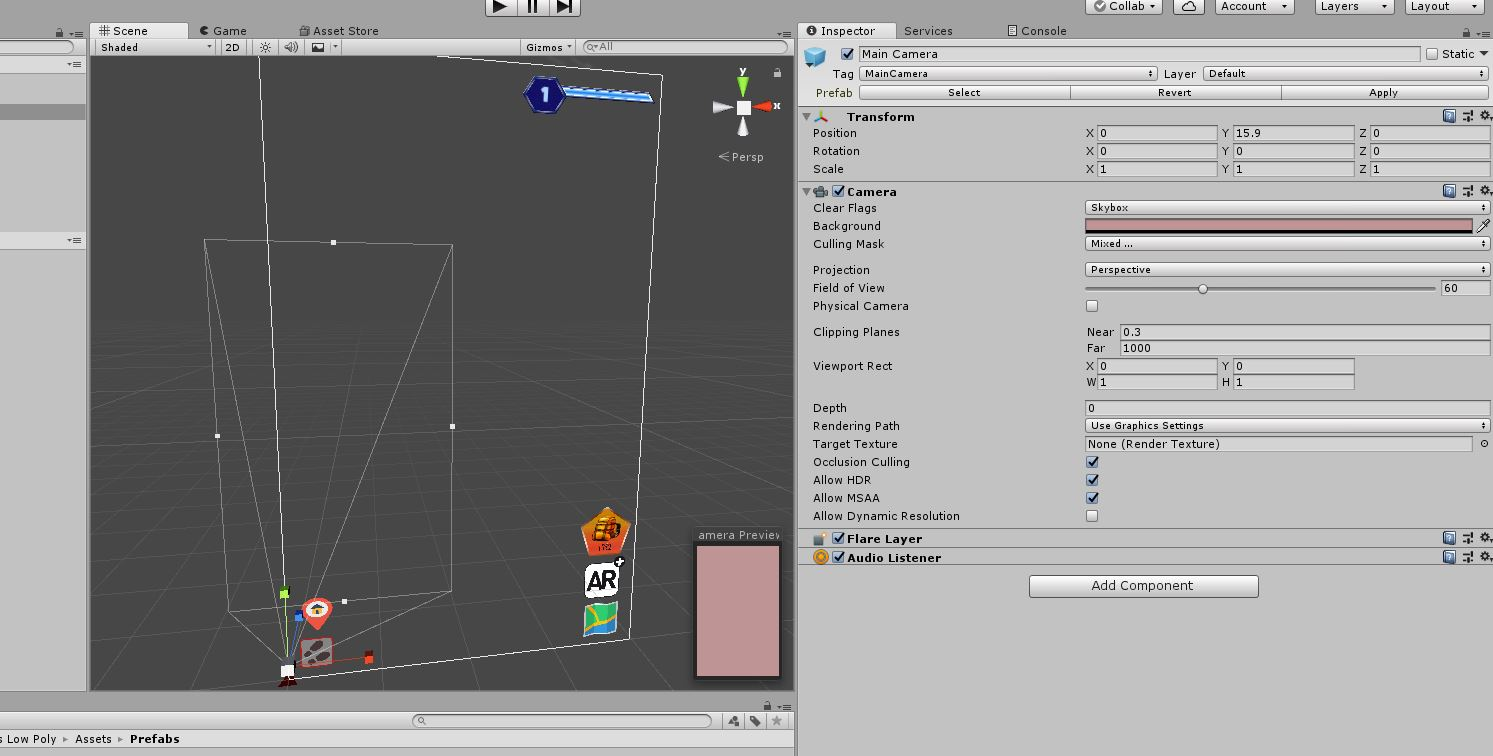 Collab Account Layers Layout
Scene Game Asset Store
Shaded 2D Gizmos All
1
y
x
Persp
AR
amera Preview
s Low Poly Assets Prefabs
Inspector Services Console
Main Camera Static
Tag MainCamera Layer Default
Prefab Select Revert Apply
Transform
Position X 0 Y 15.9 Z 0
Rotation X 0 Y 0 Z 0
Scale X 1 Y 1 Z 1
Camera
Clear Flags Skybox
Background
Culling Mask Mixed ...
Projection Perspective
Field of View 60
Physical Camera
Clipping Planes Near 0.3
Far 1000
Viewport Rect X 0 Y 0
W 1 H 1
Depth 0
Rendering Path Use Graphics Settings
Target Texture None (Render Texture)
Occlusion Culling
Allow HDR
Allow MSAA
Allow Dynamic Resolution
Flare Layer
Audio Listener
Add Component